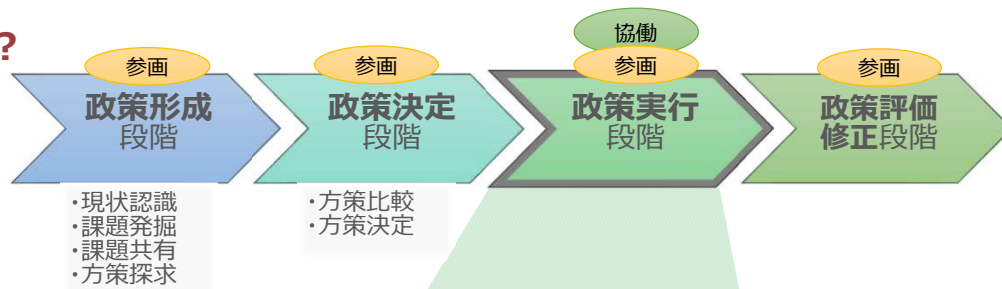 ?
協働
参画
参画
参画
参画
政策形成
段階
政策決定
段階
政策実行
段階
政策評価
修正段階
・現状認識
・課題発掘
・課題共有
・方策探求
・方策比較
・方策決定